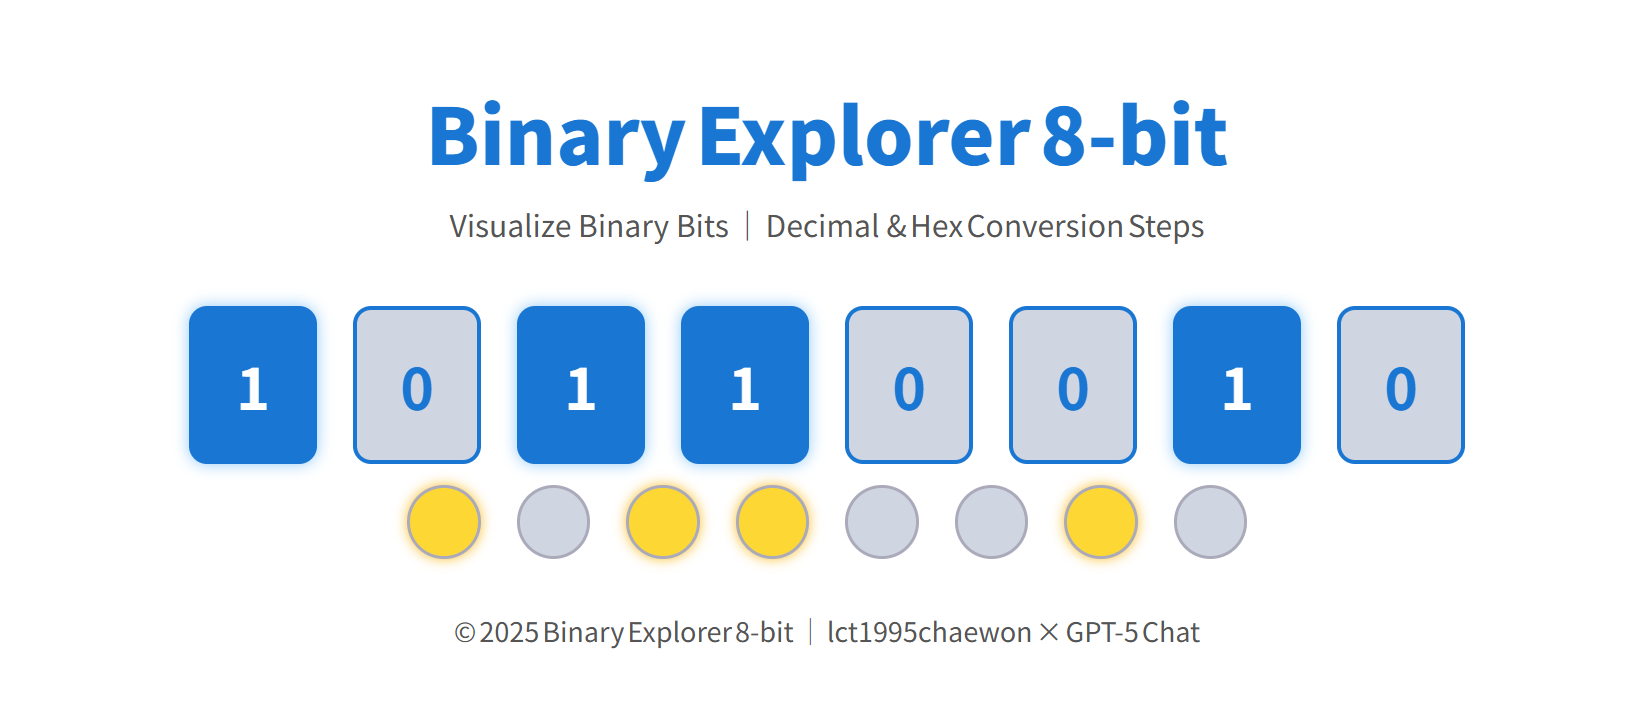 Binary Explorer 8-bit
Visualize Binary Bits | Decimal & Hex Conversion Steps
1 0 1 1 0 0 1 0
© 2025 Binary Explorer 8-bit | lct1995chaewon × GPT-5 Chat